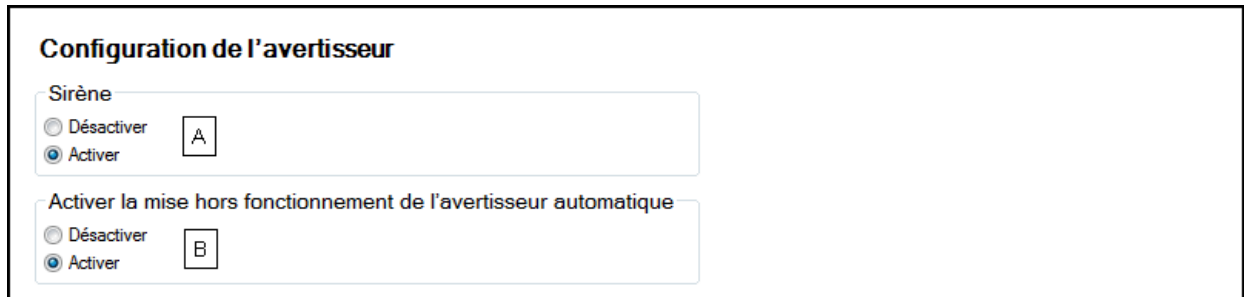 Configuration de l'avertisseur
Sirène
Désactiver
A
Activer
Activer la mise hors fonctionnement de l'avertisseur automatique
Désactiver
B
Activer